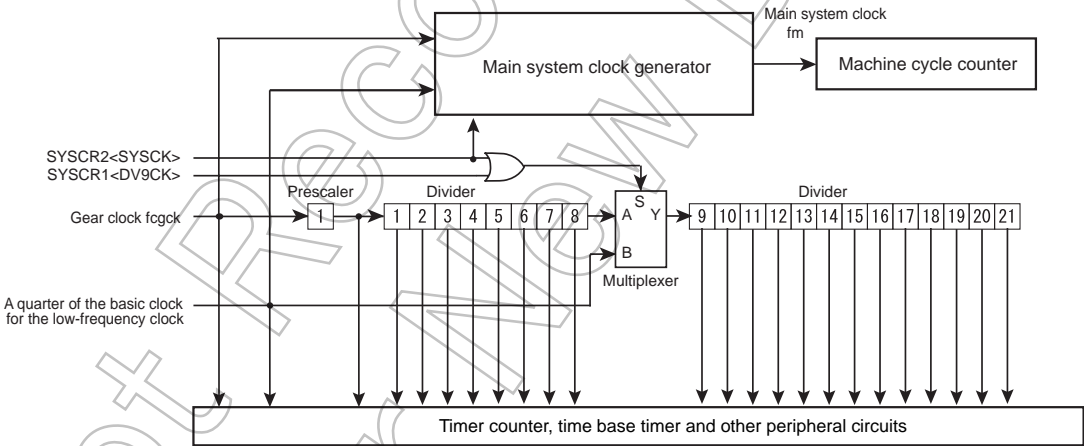 Main system clock
fm
Main system clock generator
Machine cycle counter
SYSCR2<SYSCK>
SYSCR1<DV9CK>
Prescaler
Divider
Divider
Gear clock fcgck
1
1 2 3 4 5 6 7 8
A
S
Y
B
9 10 11 12 13 14 15 16 17 18 19 20 21
Multiplexer
A quarter of the basic clock
for the low-frequency clock
Timer counter, time base timer and other peripheral circuits